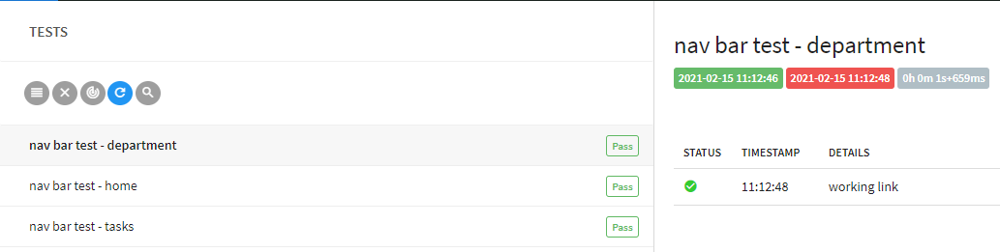 TESTS
nav bar test - department Pass
nav bar test - home Pass
nav bar test - tasks Pass
nav bar test - department
2021-02-15 11:12:46 2021-02-15 11:12:48 0h 0m 1s+659ms
STATUS TIMESTAMP DETAILS
11:12:48 working link